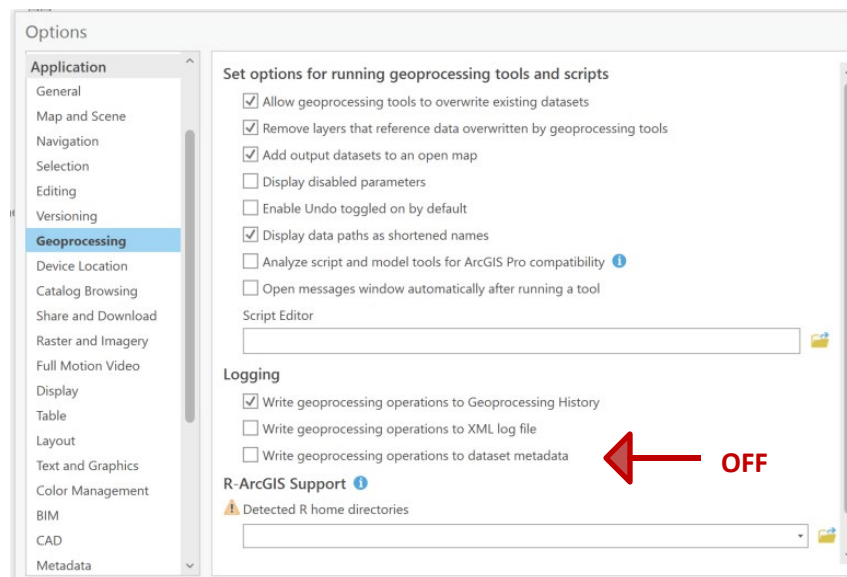 Options
Application
General
Map and Scene
Navigation
Selection
Editing
Versioning
Geoprocessing
Device Location
Catalog Browsing
Share and Download
Raster and Imagery
Full Motion Video
Display
Table
Layout
Text and Graphics
Color Management
BIM
CAD
Metadata
Set options for running geoprocessing tools and scripts
Allow geoprocessing tools to overwrite existing datasets
Remove layers that reference data overwritten by geoprocessing tools
Add output datasets to an open map
Display disabled parameters
Enable Undo toggled on by default
Display data paths as shortened names
Analyze script and model tools for ArcGIS Pro compatibility
Open messages window automatically after running a tool
Script Editor
Logging
Write geoprocessing operations to Geoprocessing History
Write geoprocessing operations to XML log file
Write geoprocessing operations to dataset metadata
OFF
R-ArcGIS Support
Detected R home directories